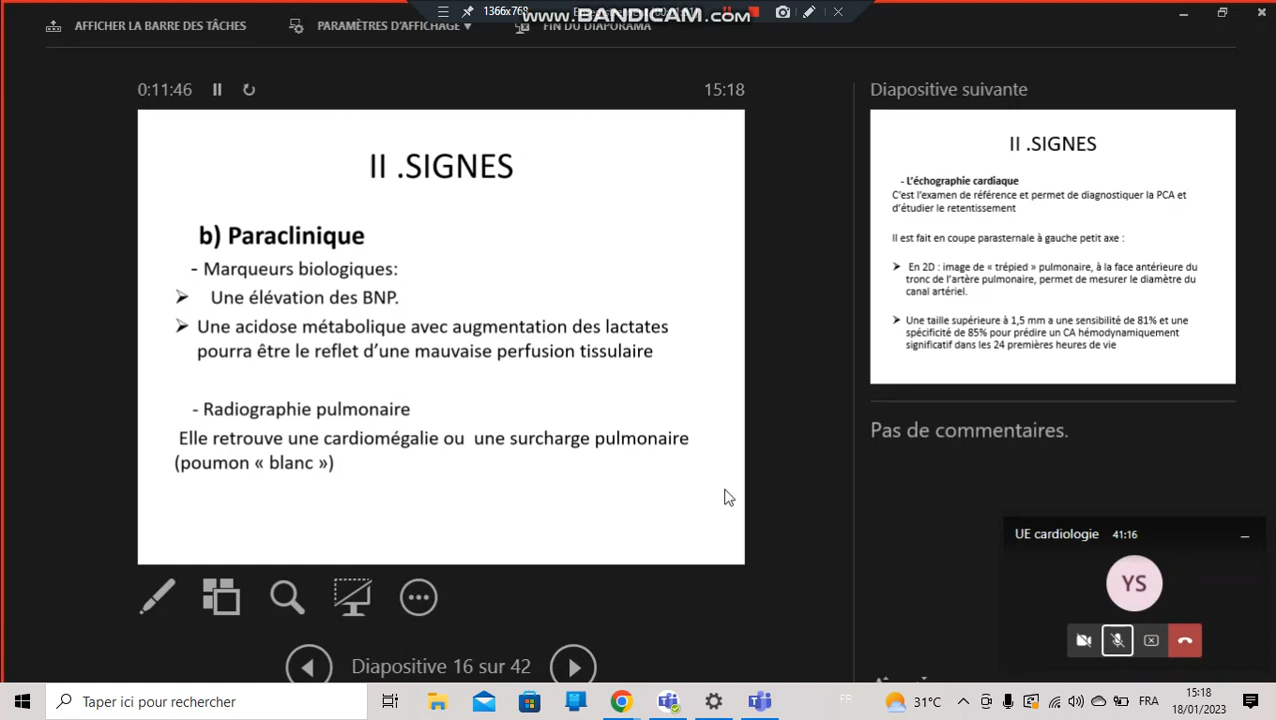 1366x768
www.BANDICAM.com
AFFICHER LA BARRE DES TÂCHES
PARAMÈTRES D'AFFICHAGE ▼
FIN DU DIAPORAMA
0:11:46
15:18
II .SIGNES
b) Paraclinique
- Marqueurs biologiques:
➢ Une élévation des BNP.
➢ Une acidose métabolique avec augmentation des lactates
pourra être le reflet d'une mauvaise perfusion tissulaire
- Radiographie pulmonaire
Elle retrouve une cardiomégalie ou une surcharge pulmonaire
(poumon « blanc »)
Diapositive 16 sur 42
Diapositive suivante
II .SIGNES
- L'échographie cardiaque
C'est l'examen de référence et permet de diagnostiquer la PCA et
d'étudier le retentissement
Il est fait en coupe parasternale à gauche petit axe :
➢ En 2D : image de « trépied » pulmonaire, à la face antérieure du
tronc de l'artère pulmonaire, permet de mesurer le diamètre du
canal artériel.
➢ Une taille supérieure à 1,5 mm a une sensibilité de 81% et une
spécificité de 85% pour prédire un CA hémodynamiquement
significatif dans les 24 premières heures de vie
Pas de commentaires.
UE cardiologie 41:16
YS
Taper ici pour rechercher
FR
31°C
FRA
15:18
18/01/2023